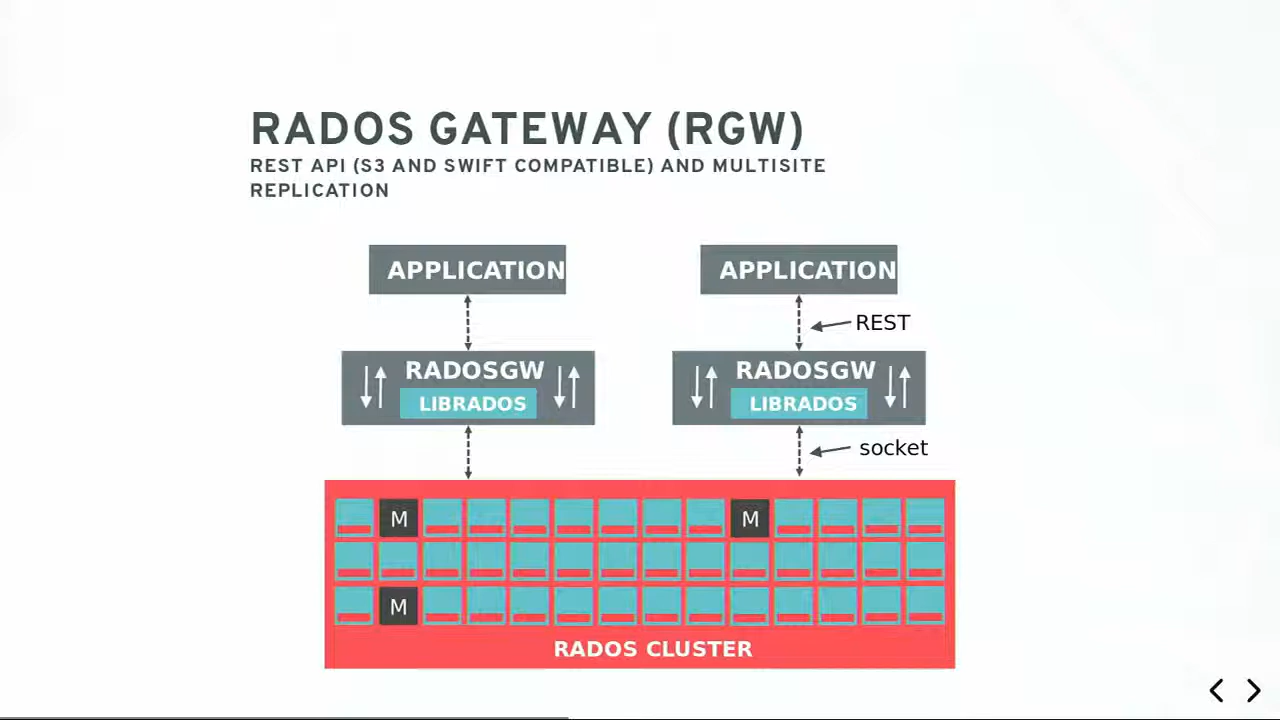 RADOS GATEWAY (RGW)
REST API (S3 AND SWIFT COMPATIBLE) AND MULTISITE
REPLICATION
APPLICATION
APPLICATION
REST
RADOSGW
LIBRADOS
RADOSGW
LIBRADOS
socket
M
M
M
RADOS CLUSTER